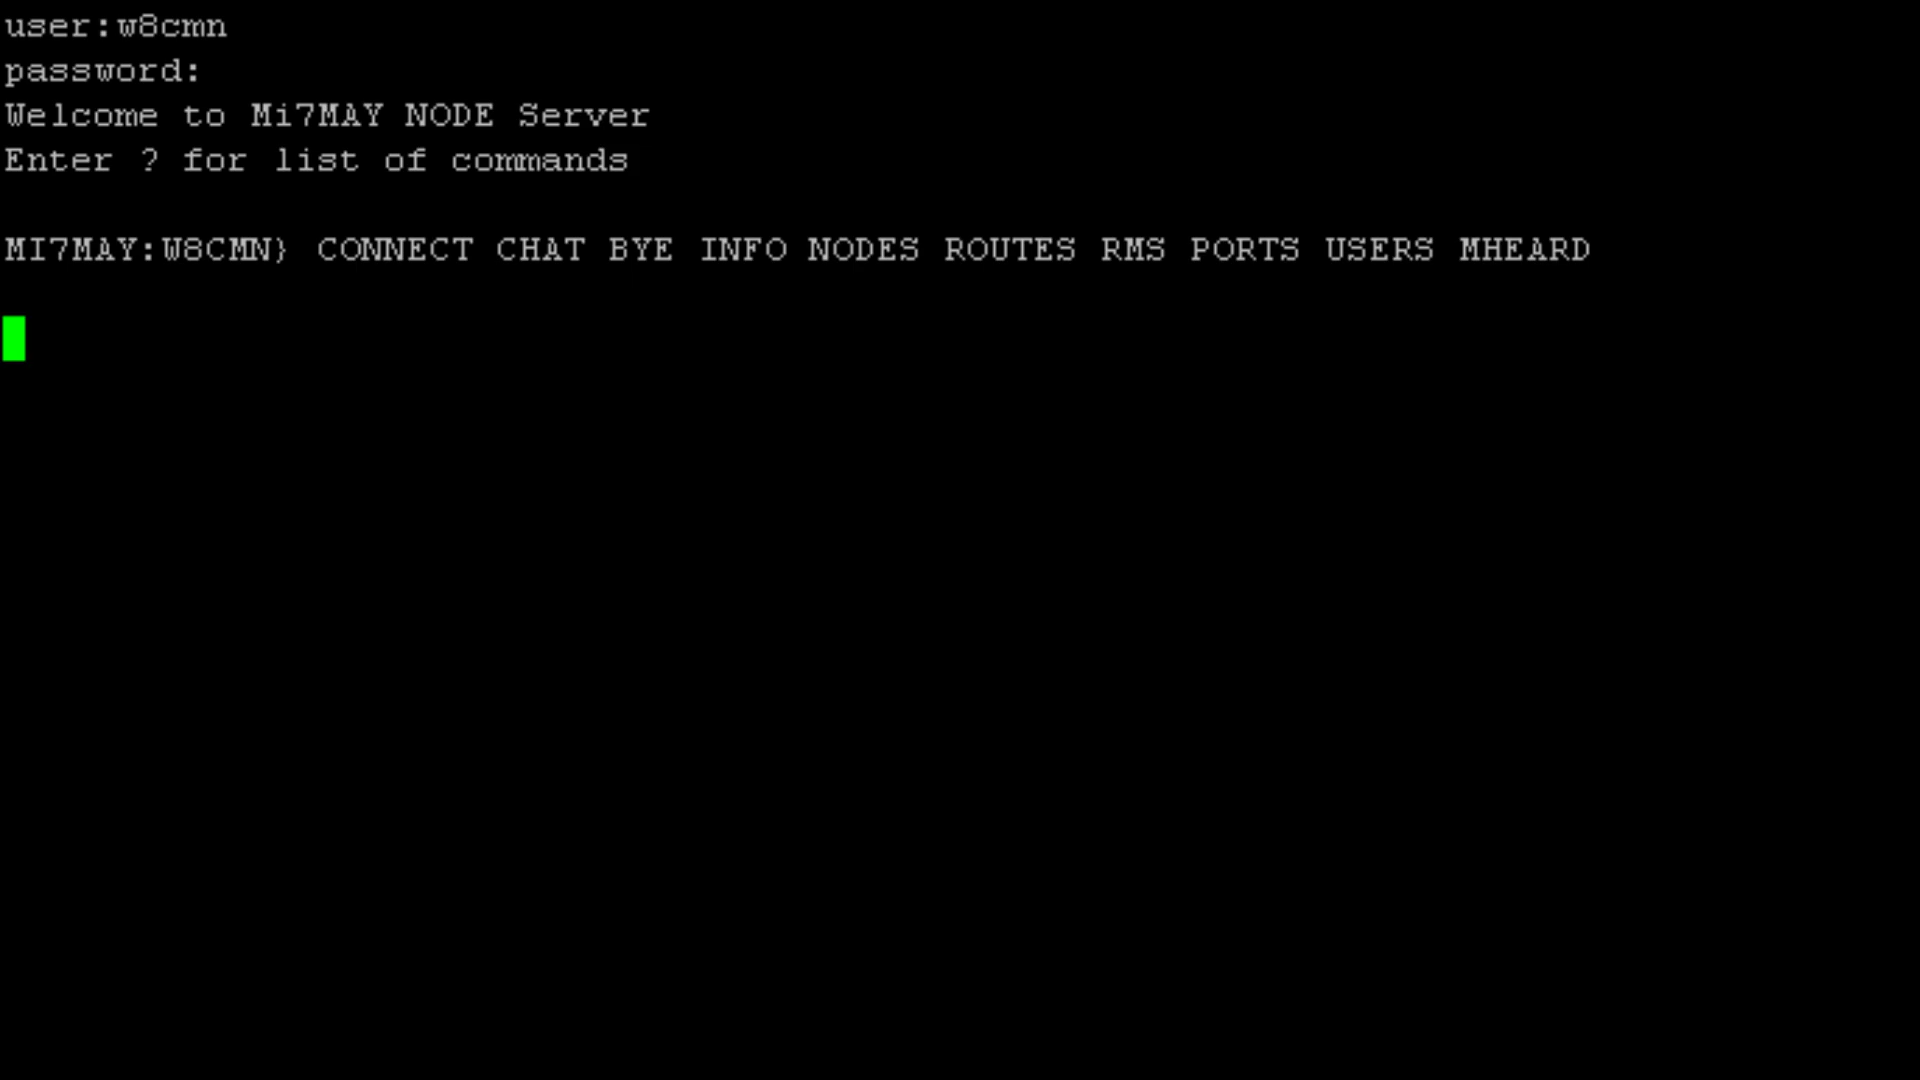 user:w8cmn
password:
Welcome to Mi7MAY NODE Server
Enter ? for list of commands
MI7MAY:W8CMN} CONNECT CHAT BYE INFO NODES ROUTES RMS PORTS USERS MHEARD